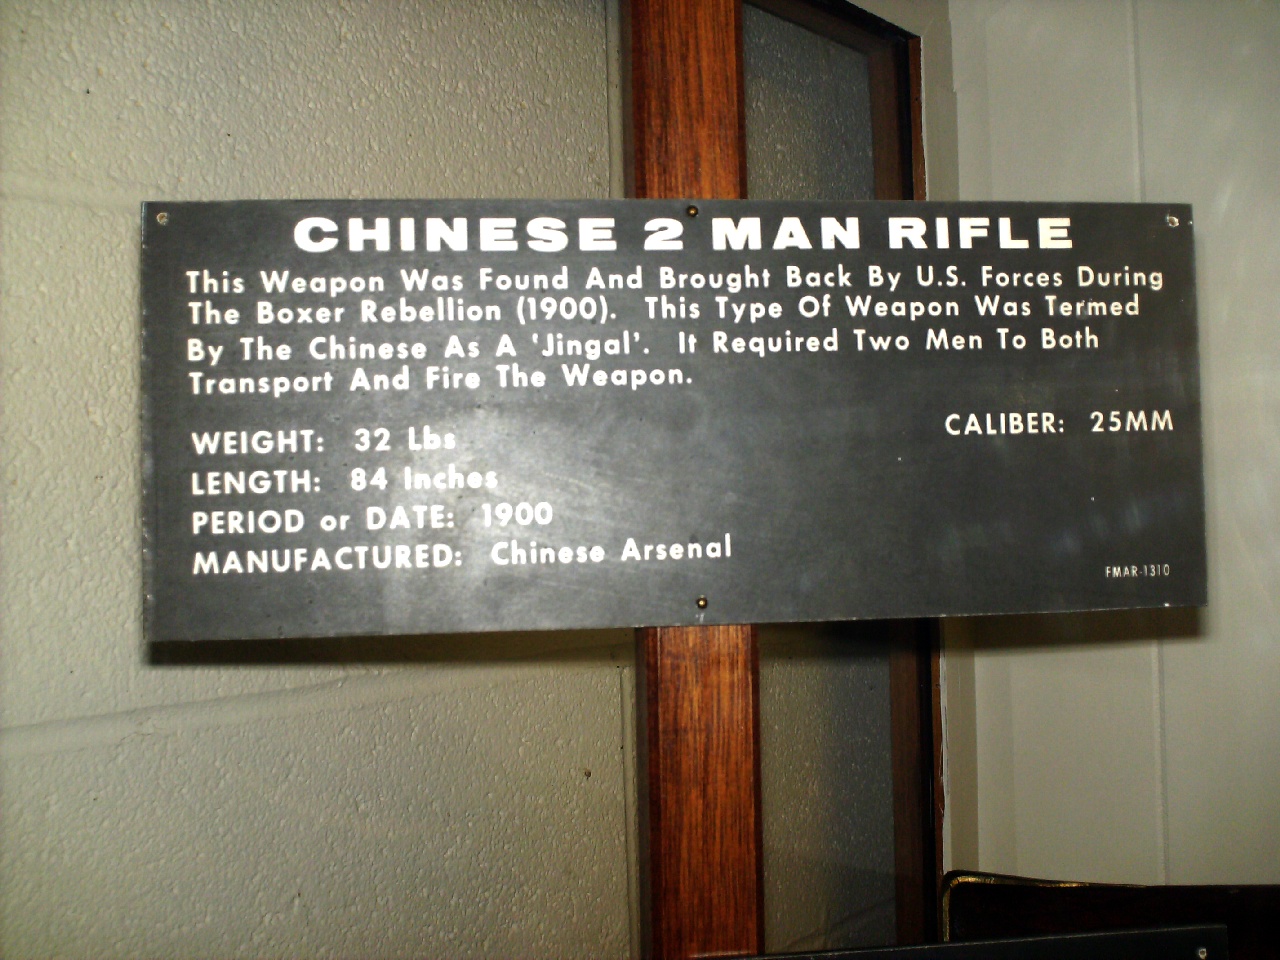 CHINESE 2 MAN RIFLE
This Weapon Was Found And Brought Back By U.S. Forces During
The Boxer Rebellion (1900). This Type Of Weapon Was Termed
By The Chinese As A 'Jingal'. It Required Two Men To Both
Transport And Fire The Weapon.
CALIBER: 25MM
WEIGHT: 32 Lbs
LENGTH: 84 Inches
PERIOD or DATE: 1900
MANUFACTURED: Chinese Arsenal
FMAR-1310